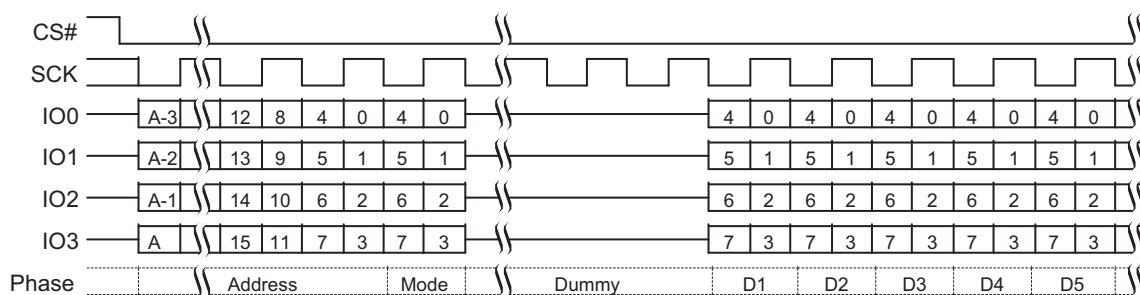 CS#
SCK
IO0 A-3 12 8 4 0 4 0 4 0 4 0 4 0 4 0 4 0
IO1 A-2 13 9 5 1 5 1 5 1 5 1 5 1 5 1 5 1
IO2 A-1 14 10 6 2 6 2 6 2 6 2 6 2 6 2 6 2
IO3 A 15 11 7 3 7 3 7 3 7 3 7 3 7 3 7 3
Phase Address Mode Dummy D1 D2 D3 D4 D5